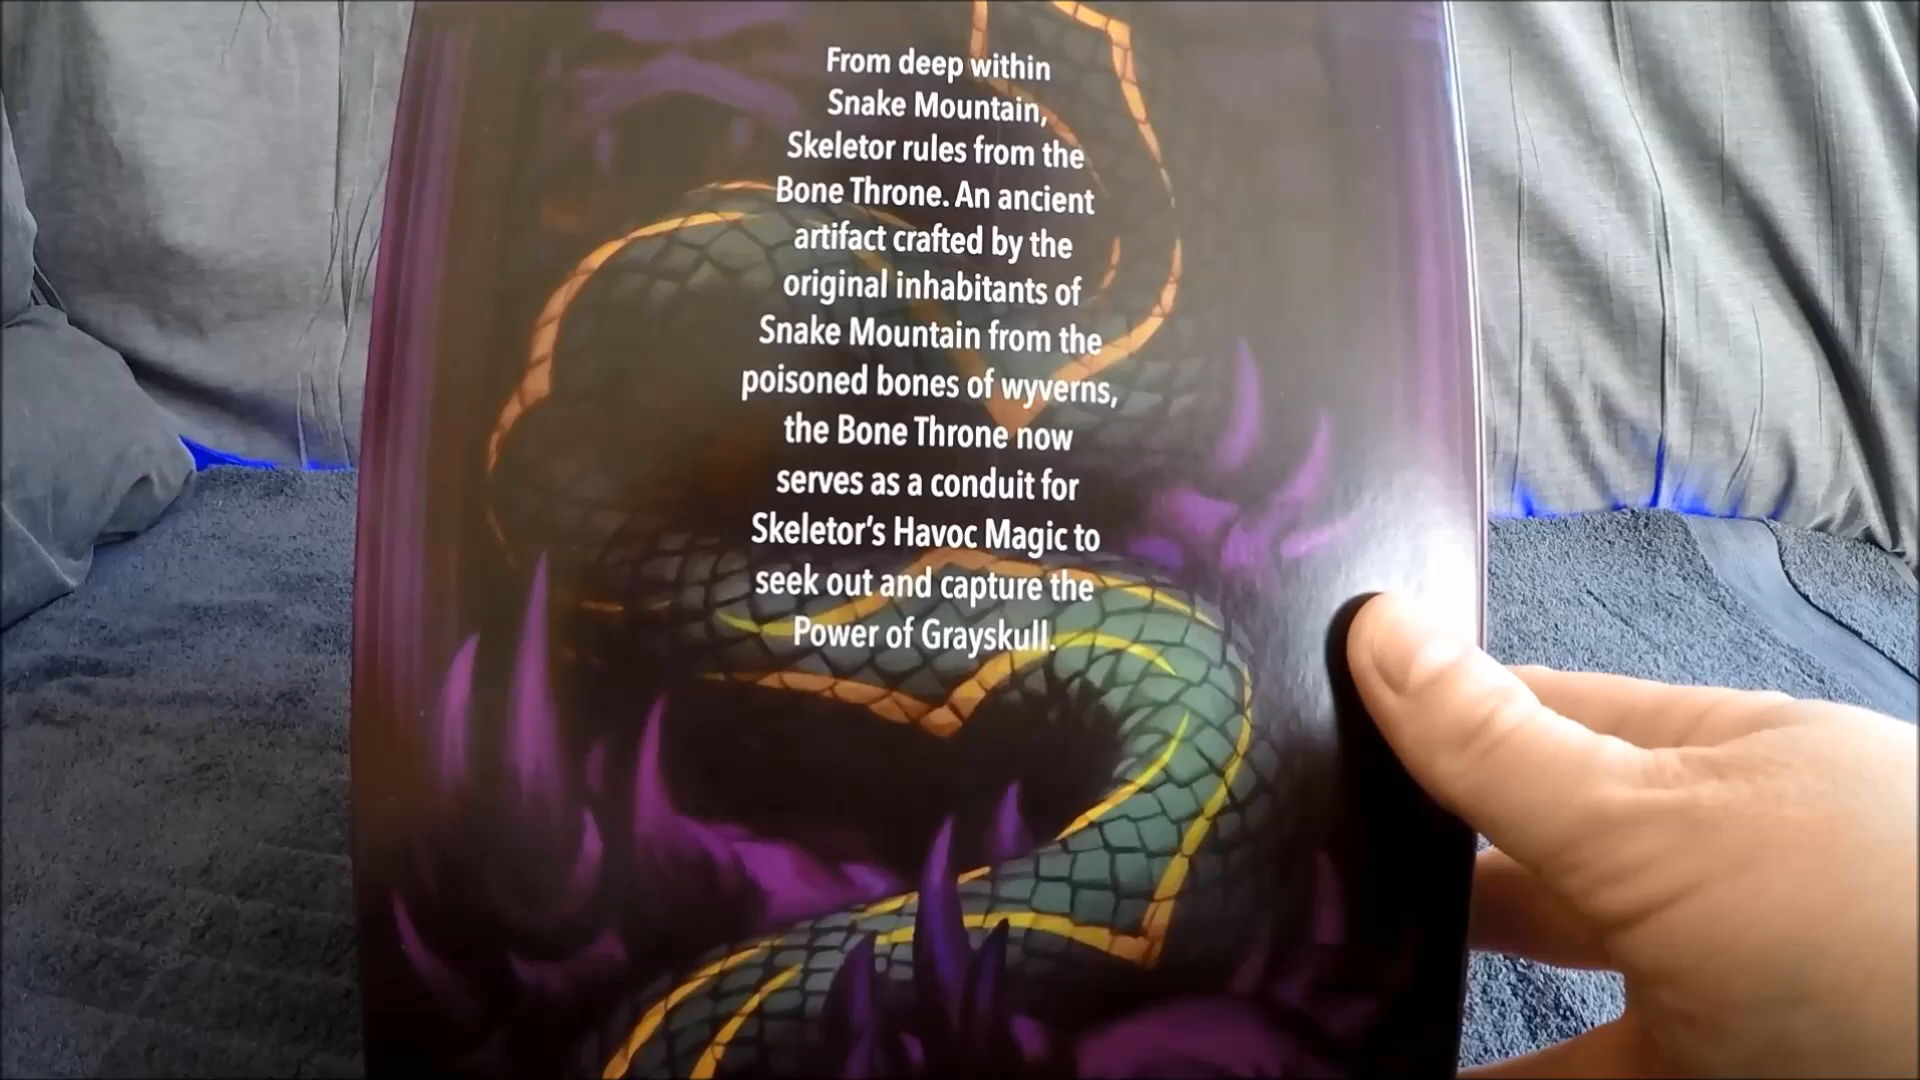 From deep within
Snake Mountain,
Skeletor rules from the
Bone Throne. An ancient
artifact crafted by the
original inhabitants of
Snake Mountain from the
poisoned bones of wyverns,
the Bone Throne now
serves as a conduit for
Skeletor's Havoc Magic to
seek out and capture the
Power of Grayskull.